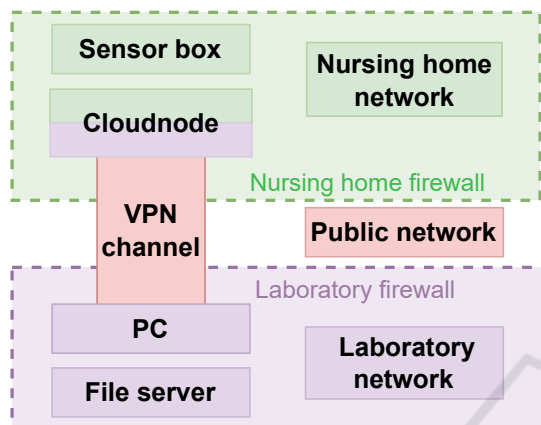 Sensor box
Nursing home
network
Cloudnode
Nursing home firewall
VPN
channel
Public network
Laboratory firewall
PC
Laboratory
network
File server